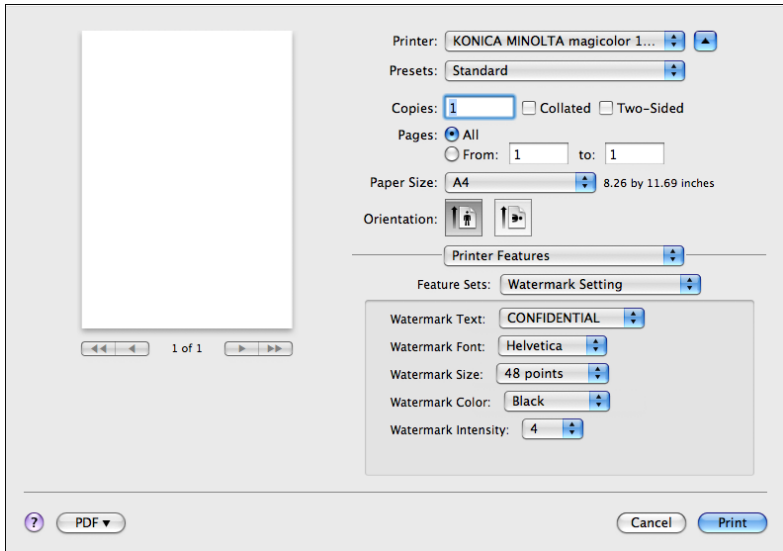 Printer: KONICA MINOLTA magicolor 1...
Presets: Standard
Copies: 1 Collated Two-Sided
Pages: All
From: 1 to: 1
Paper Size: A4 8.26 by 11.69 inches
Orientation:
Printer Features
Feature Sets: Watermark Setting
Watermark Text: CONFIDENTIAL
Watermark Font: Helvetica
Watermark Size: 48 points
Watermark Color: Black
Watermark Intensity: 4
1 of 1
? PDF Cancel Print